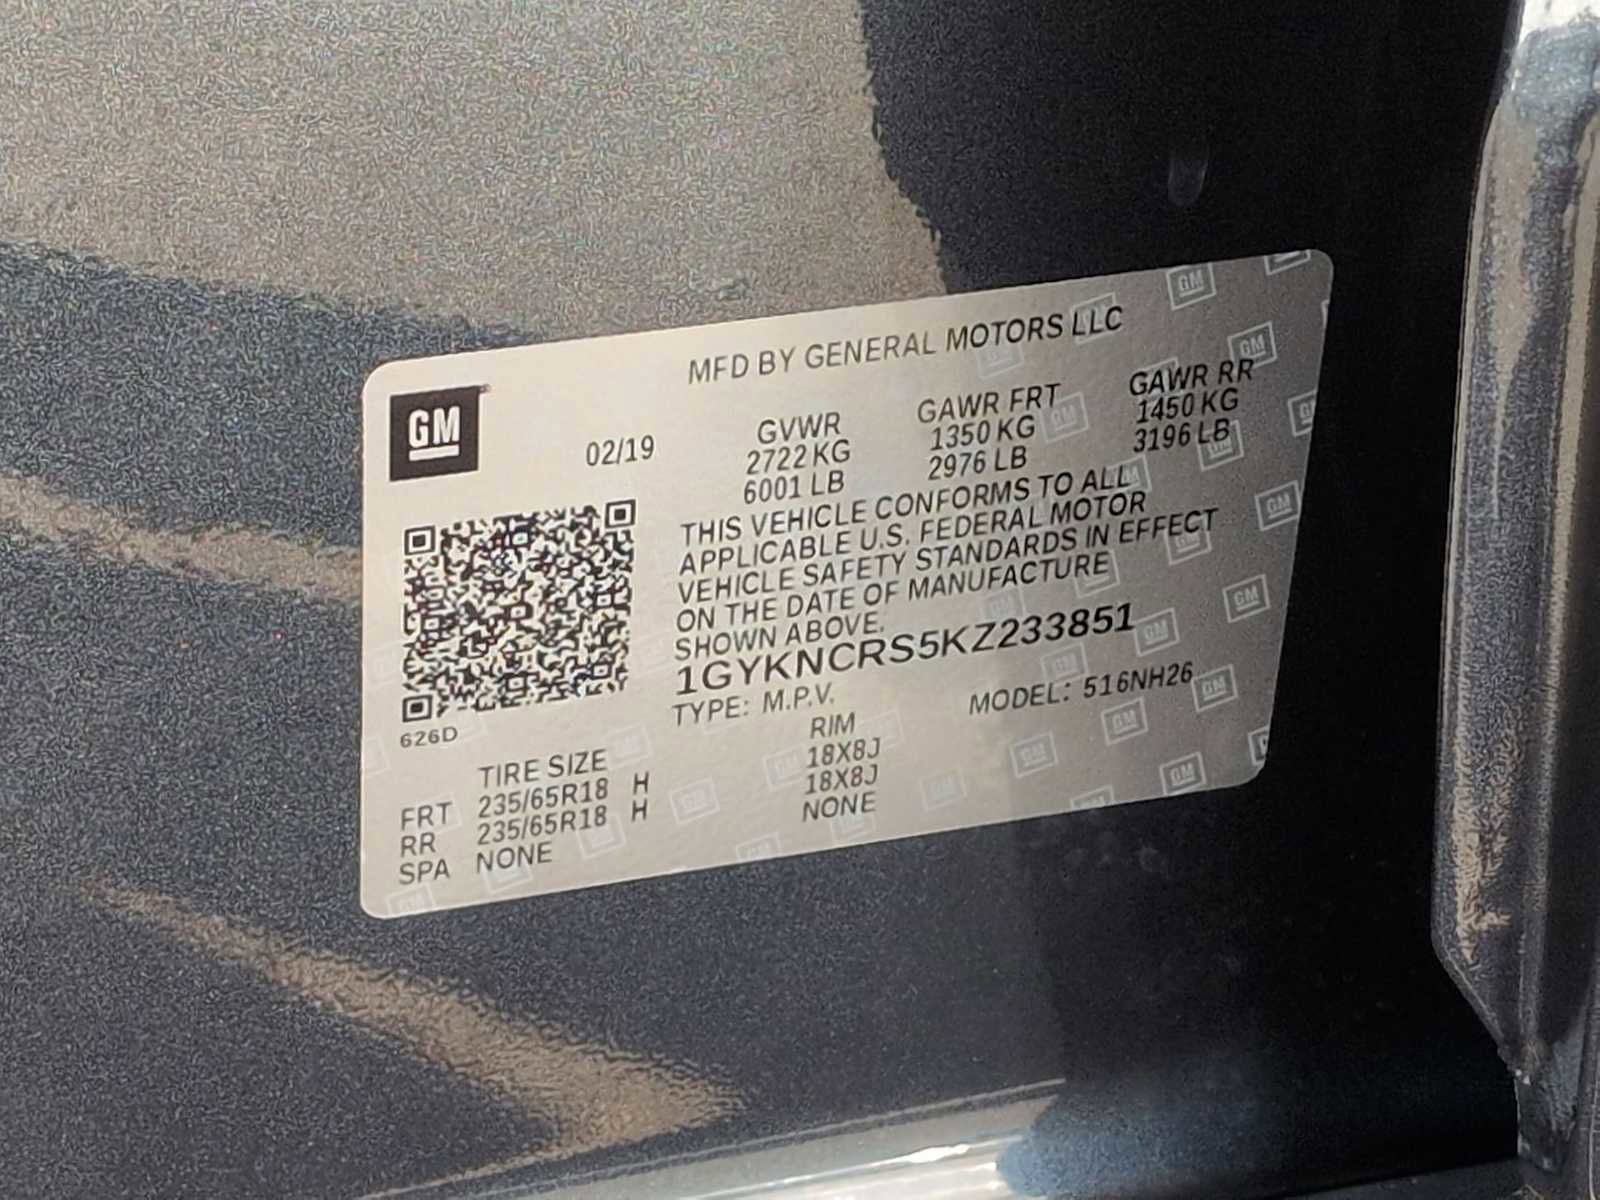 MFD BY GENERAL MOTORS LLC
GM
02/19
GVWR
2722 KG
6001 LB
GAWR FRT
1350 KG
2976 LB
GAWR RR
1450 KG
3196 LB
THIS VEHICLE CONFORMS TO ALL
APPLICABLE U.S. FEDERAL MOTOR
VEHICLE SAFETY STANDARDS IN EFFECT
ON THE DATE OF MANUFACTURE
SHOWN ABOVE.
1GYKNCRS5KZ233851
TYPE: M.P.V. MODEL: 516NH26
626D
TIRE SIZE RIM
FRT 235/65R18 H 18X8J
RR 235/65R18 H 18X8J
SPA NONE NONE